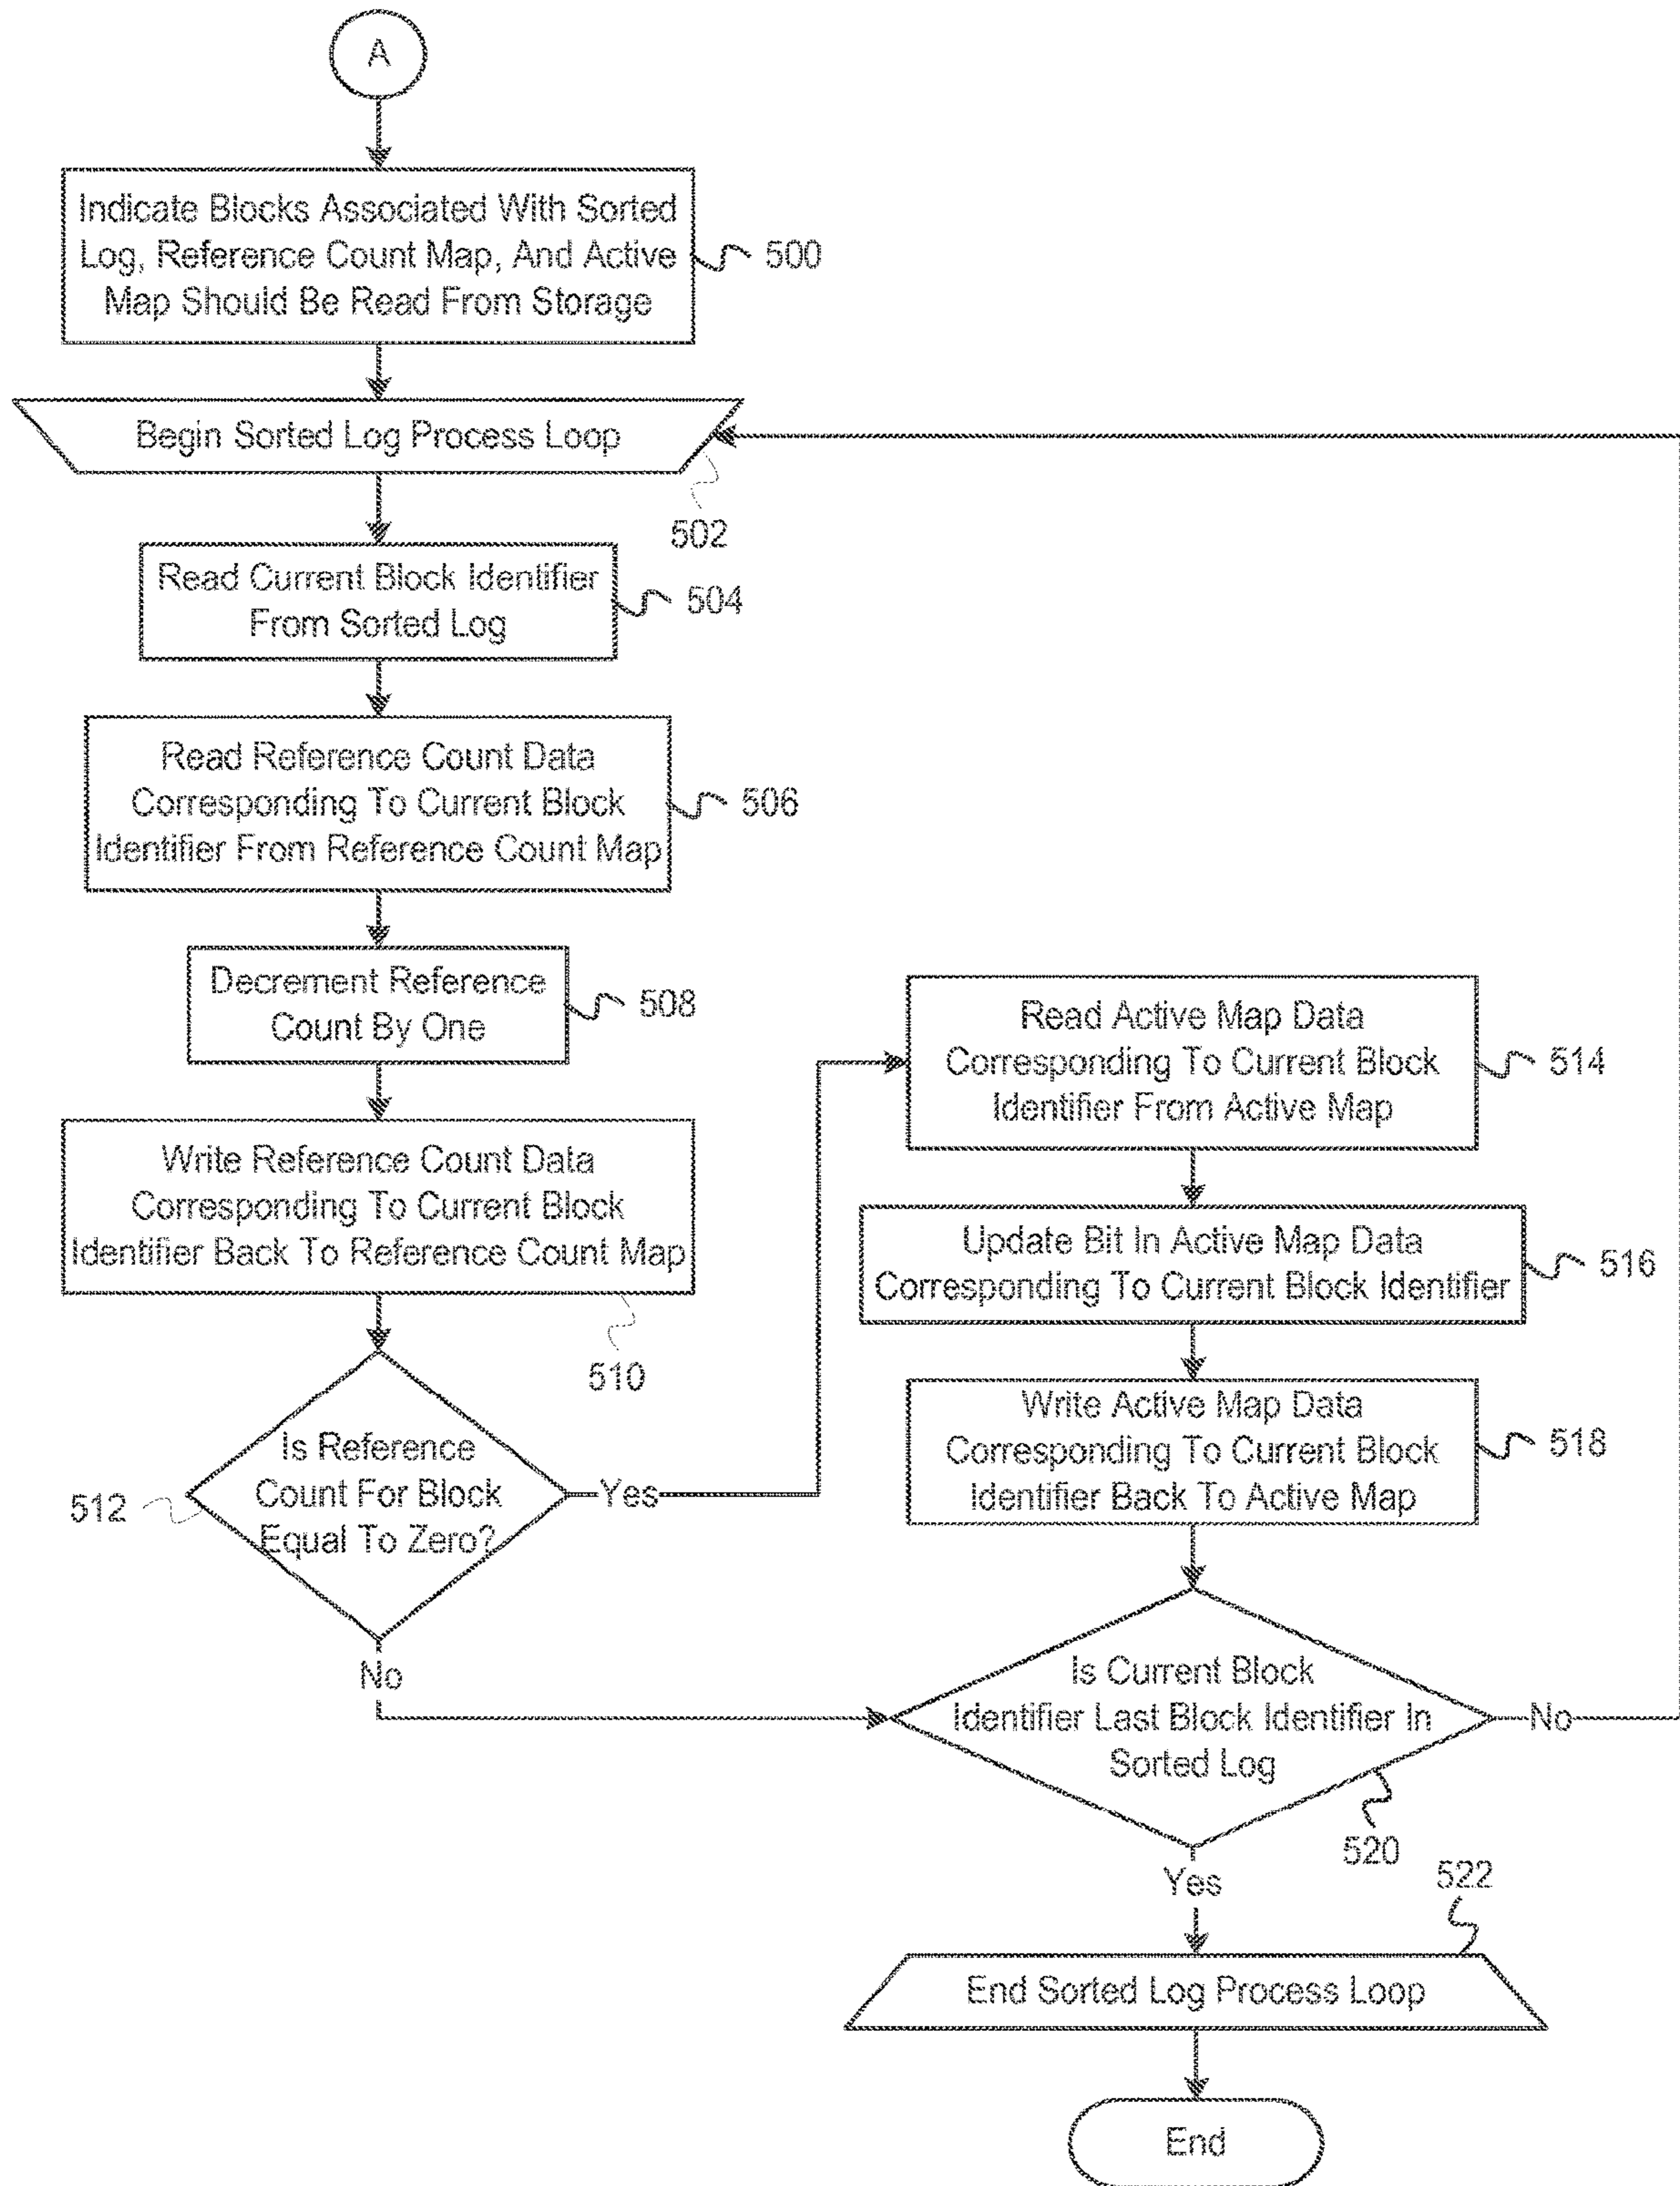 A
Indicate Blocks Associated With Sorted
Log, Reference Count Map, And Active
Map Should Be Read From Storage
500
Begin Sorted Log Process Loop
502
Read Current Block Identifier
From Sorted Log
504
Read Reference Count Data
Corresponding To Current Block
Identifier From Reference Count Map
506
Decrement Reference
Count By One
508
Write Reference Count Data
Corresponding To Current Block
Identifier Back To Reference Count Map
510
Is Reference
Count For Block
Equal To Zero?
512
Yes
No
Read Active Map Data
Corresponding To Current Block
Identifier From Active Map
514
Update Bit In Active Map Data
Corresponding To Current Block Identifier
516
Write Active Map Data
Corresponding To Current Block
Identifier Back To Active Map
518
Is Current Block
Identifier Last Block Identifier In
Sorted Log
No
520
Yes
522
End Sorted Log Process Loop
End